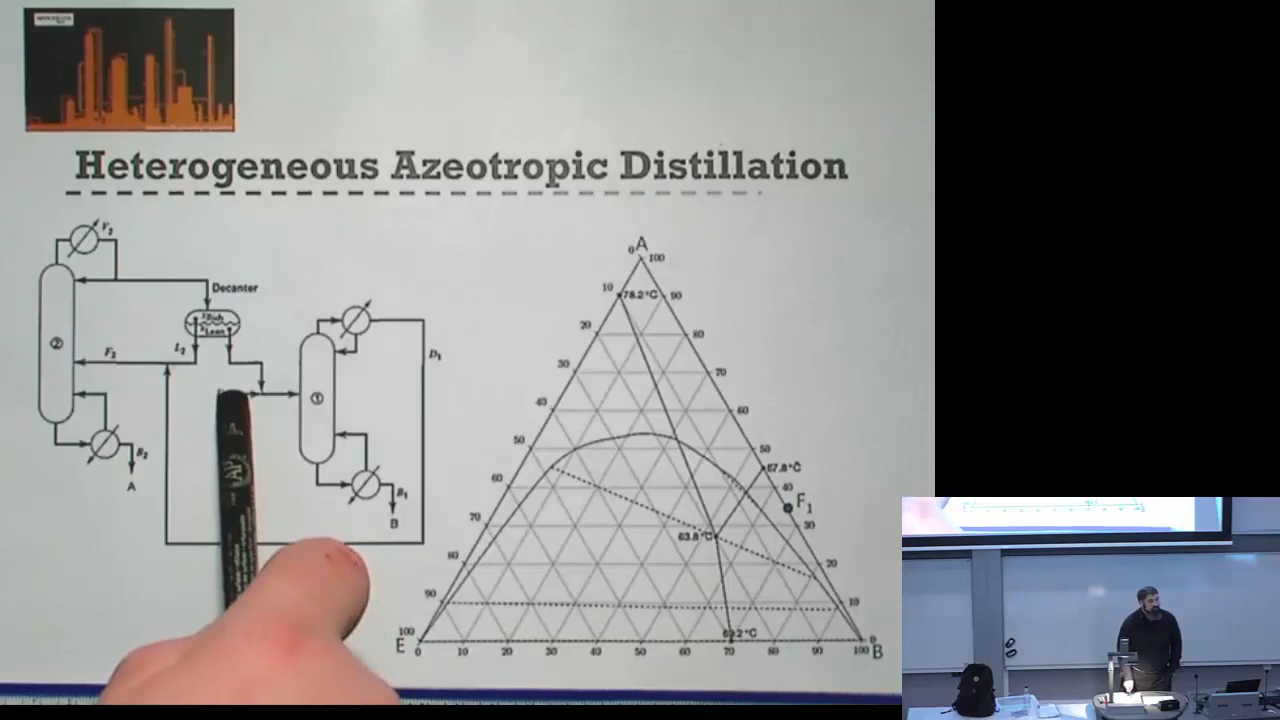 Heterogeneous Azeotropic Distillation
V2
Decanter
Rich
Lean
②
F2
L2
D1
①
B2
A
B1
B
A
0
100
10
78.2°C
90
20
80
30
70
40
60
50
50
67.8°C
60
40
F1
70
30
63.8°C
80
20
90
10
100
69.2°C
0
E
0
10
20
30
40
50
60
70
80
90
100
B